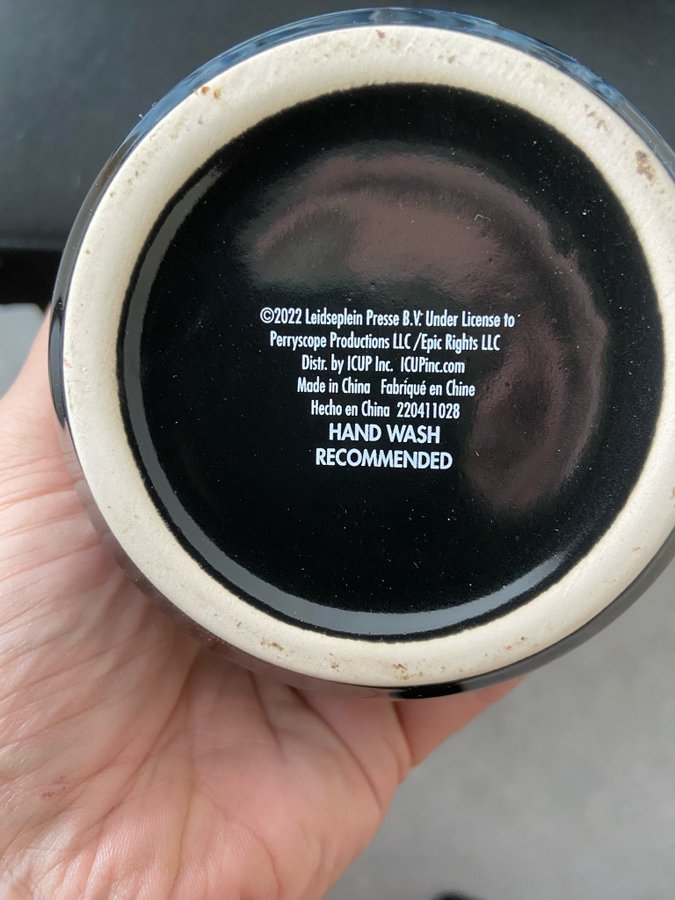 ©2022 Leidseplein Presse B.V. Under License to
Perryscope Productions LLC /Epic Rights LLC
Distr. by ICUP Inc.  ICUPinc.com
Made in China   Fabríqué en Chine
Hecho en China  220411028
HAND WASH
RECOMMENDED